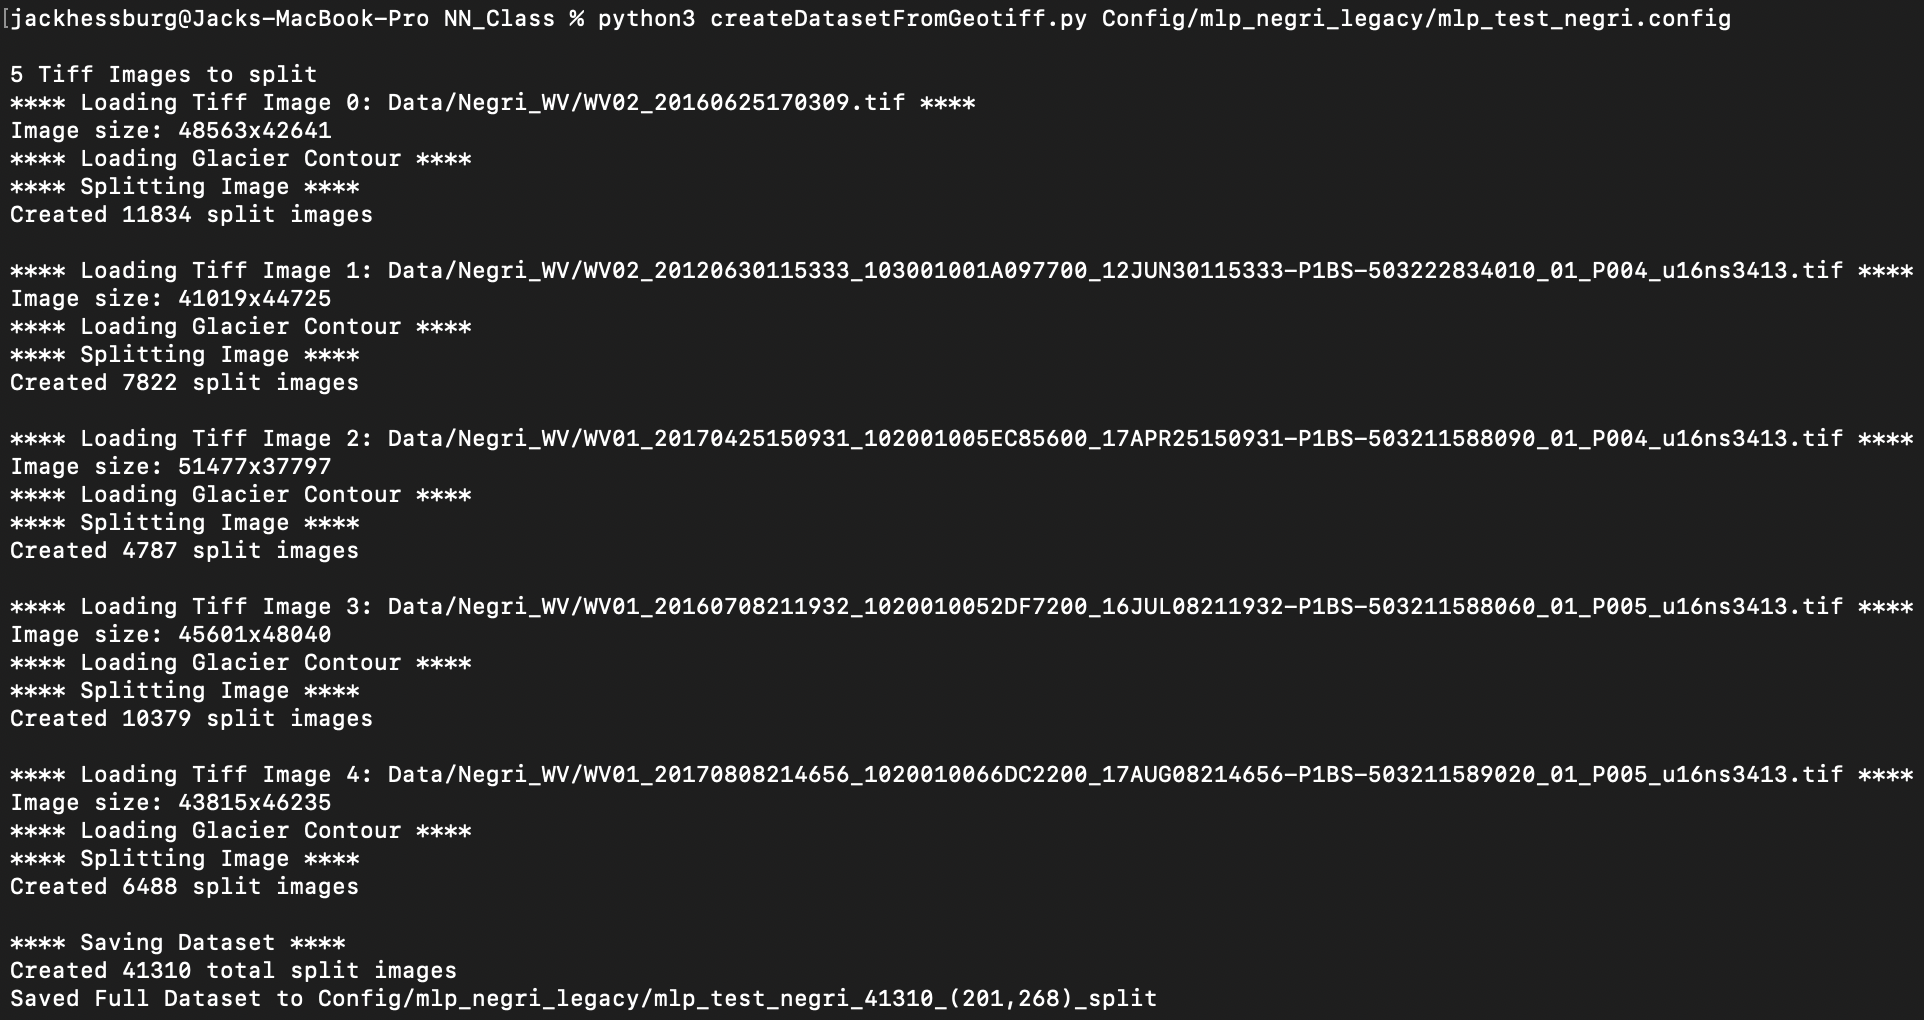 [jackhessburg@Jacks-MacBook-Pro NN_Class % python3 createDatasetFromGeotiff.py Config/mlp_negri_legacy/mlp_test_negri.config
5 Tiff Images to split
**** Loading Tiff Image 0: Data/Negri_WV/WV02_20160625170309.tif ****
Image size: 48563x42641
**** Loading Glacier Contour ****
**** Splitting Image ****
Created 11834 split images
**** Loading Tiff Image 1: Data/Negri_WV/WV02_20120630115333_103001001A097700_12JUN30115333-P1BS-503222834010_01_P004_u16ns3413.tif ****
Image size: 41019x44725
**** Loading Glacier Contour ****
**** Splitting Image ****
Created 7822 split images
**** Loading Tiff Image 2: Data/Negri_WV/WV01_20170425150931_102001005EC85600_17APR25150931-P1BS-503211588090_01_P004_u16ns3413.tif ****
Image size: 51477x37797
**** Loading Glacier Contour ****
**** Splitting Image ****
Created 4787 split images
**** Loading Tiff Image 3: Data/Negri_WV/WV01_20160708211932_1020010052DF7200_16JUL08211932-P1BS-503211588060_01_P005_u16ns3413.tif ****
Image size: 45601x48040
**** Loading Glacier Contour ****
**** Splitting Image ****
Created 10379 split images
**** Loading Tiff Image 4: Data/Negri_WV/WV01_20170808214656_1020010066DC2200_17AUG08214656-P1BS-503211589020_01_P005_u16ns3413.tif ****
Image size: 43815x46235
**** Loading Glacier Contour ****
**** Splitting Image ****
Created 6488 split images
**** Saving Dataset ****
Created 41310 total split images
Saved Full Dataset to Config/mlp_negri_legacy/mlp_test_negri_41310_(201,268)_split